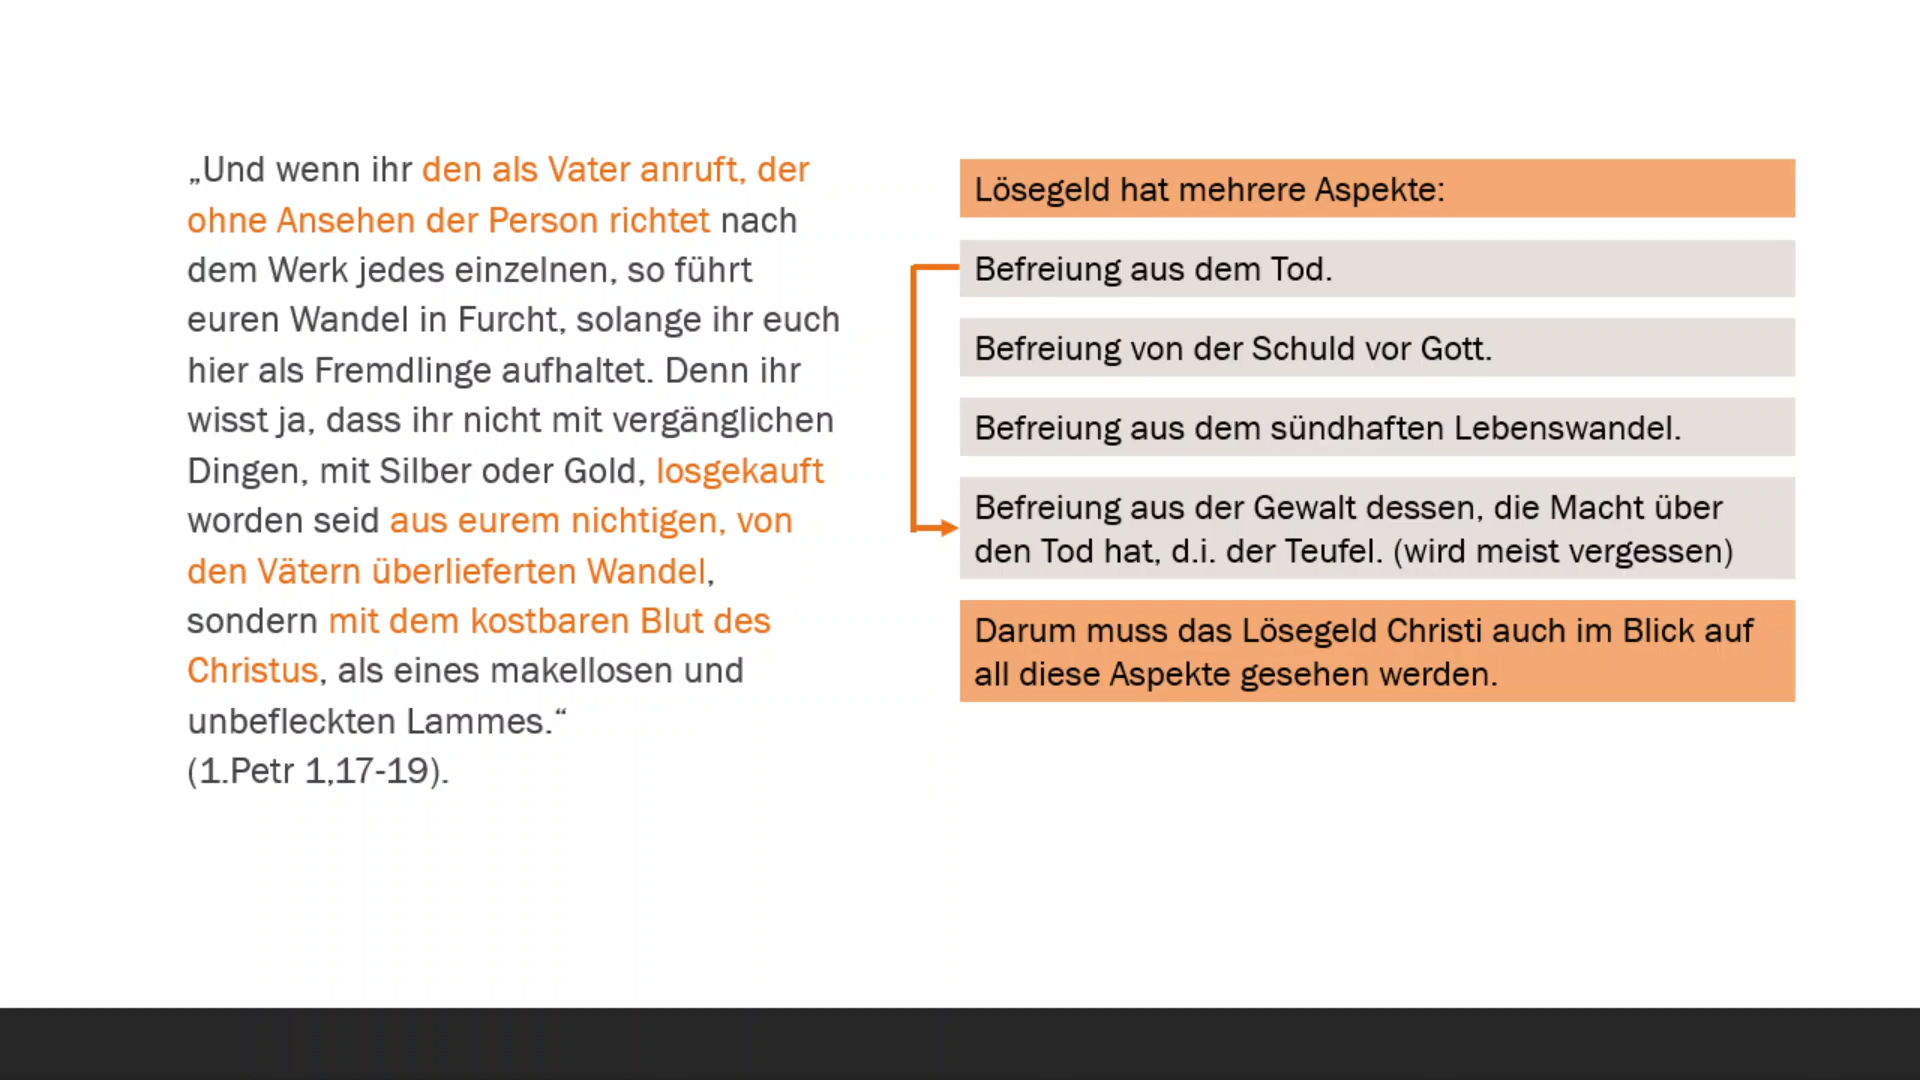 „Und wenn ihr den als Vater anruft, der
ohne Ansehen der Person richtet nach
dem Werk jedes einzelnen, so führt
euren Wandel in Furcht, solange ihr euch
hier als Fremdlinge aufhaltet. Denn ihr
wisst ja, dass ihr nicht mit vergänglichen
Dingen, mit Silber oder Gold, losgekauft
worden seid aus eurem nichtigen, von
den Vätern überlieferten Wandel,
sondern mit dem kostbaren Blut des
Christus, als eines makellosen und
unbefleckten Lammes.“
(1.Petr 1,17-19).
Lösegeld hat mehrere Aspekte:
Befreiung aus dem Tod.
Befreiung von der Schuld vor Gott.
Befreiung aus dem sündhaften Lebenswandel.
Befreiung aus der Gewalt dessen, die Macht über
den Tod hat, d.i. der Teufel. (wird meist vergessen)
Darum muss das Lösegeld Christi auch im Blick auf
all diese Aspekte gesehen werden.